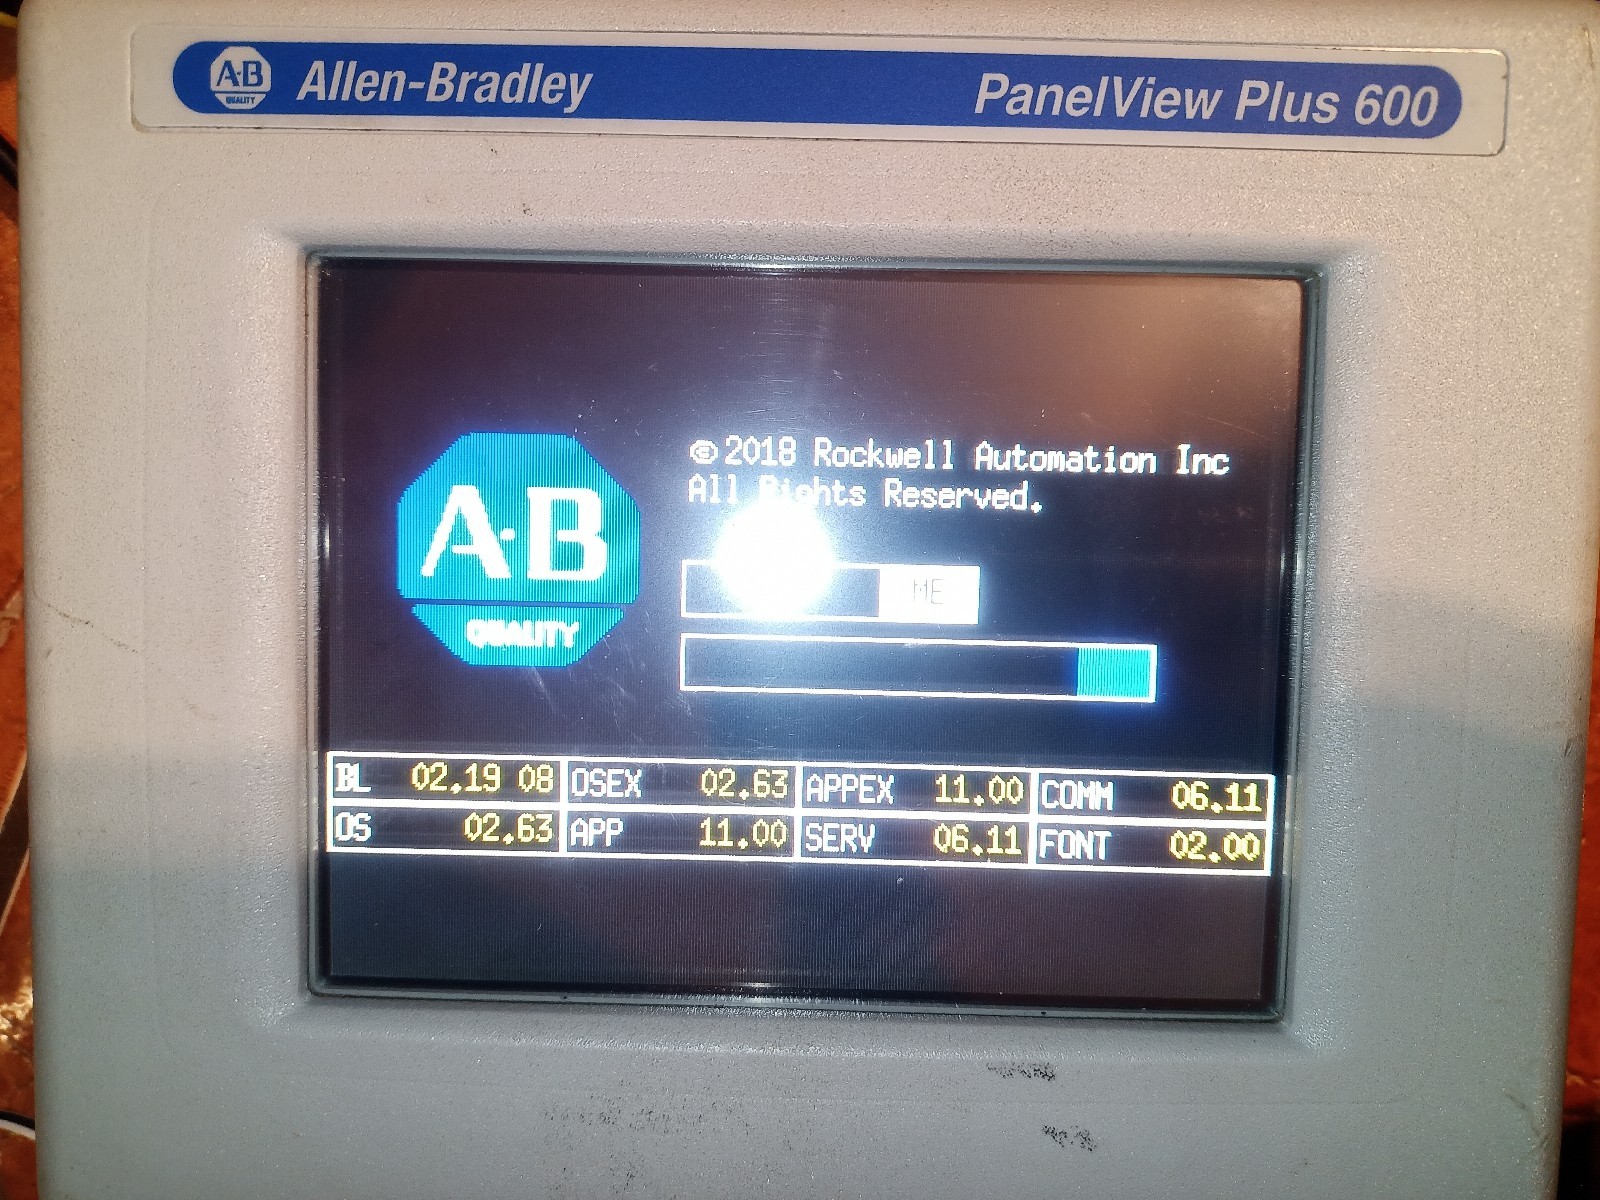 A-B
QUALITY
Allen-Bradley
PanelView Plus 600
©2018 Rockwell Automation Inc
All Rights Reserved.
A·B
QUALITY
ME
BL 02.19 08 OSEX 02.63 APPEX 11.00 COMM 06.11
OS 02.63 APP 11.00 SERV 06.11 FONT 02.00